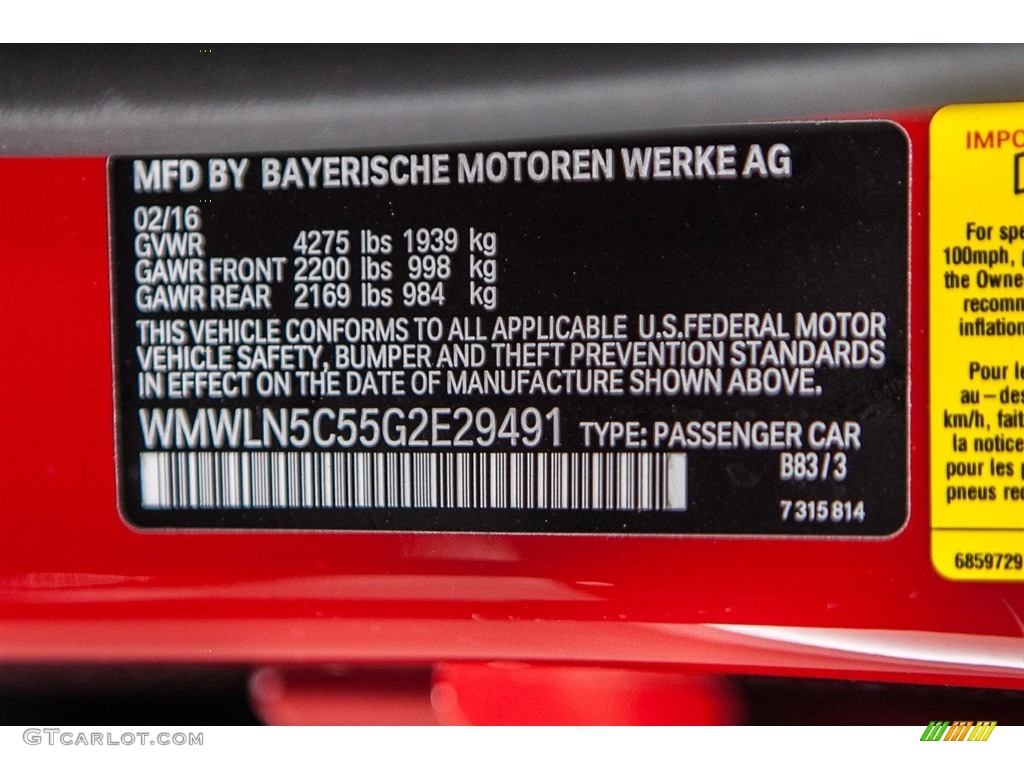 MFD BY BAYERISCHE MOTOREN WERKE AG
02/16
GVWR 4275 lbs 1939 kg
GAWR FRONT 2200 lbs 998 kg
GAWR REAR 2169 lbs 984 kg
THIS VEHICLE CONFORMS TO ALL APPLICABLE U.S.FEDERAL MOTOR
VEHICLE SAFETY, BUMPER AND THEFT PREVENTION STANDARDS
IN EFFECT ON THE DATE OF MANUFACTURE SHOWN ABOVE.
WMWLN5C55G2E29491 TYPE: PASSENGER CAR
B83/3
7 315 814
IMPO
For spe
100mph,
the Owne
recomm
inflation
Pour le
au-des
km/h, fait
la notice
pour les
pneus rec
6859729
GTCARLOT.COM